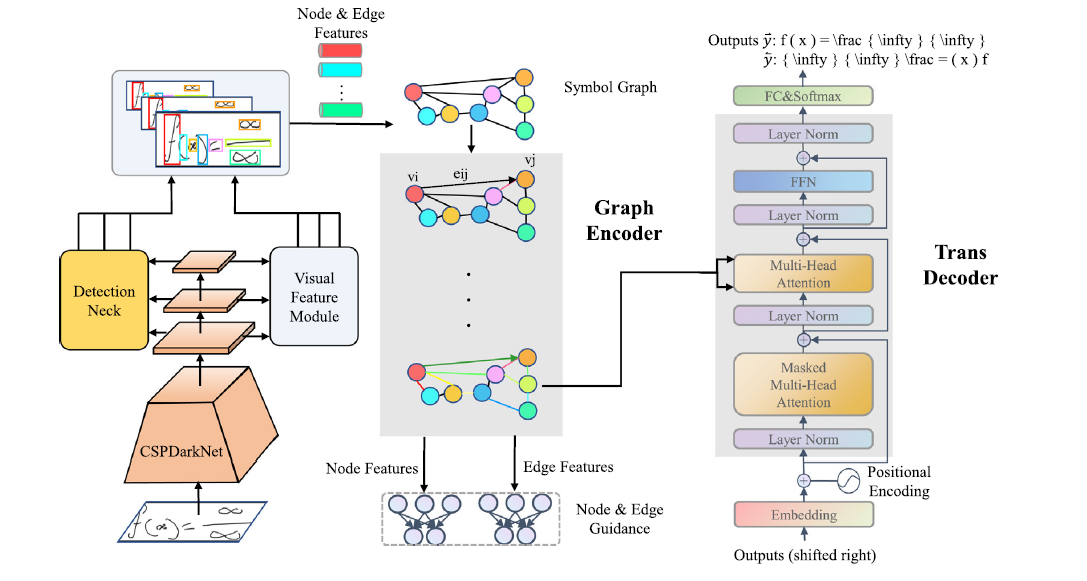 Node & Edge
Features
Symbol Graph
vi
eij
vj
Graph
Encoder
Detection
Neck
Visual
Feature
Module
CSPDarkNet
f(∝)=∝/∝
Node Features
Edge Features
Node & Edge
Guidance
Outputs y⃗: f ( x ) = \frac { \infty } { \infty }
y⃖: { \infty } { \infty } \frac = ( x ) f
FC&Softmax
Layer Norm
FFN
Layer Norm
Multi-Head
Attention
Layer Norm
Masked
Multi-Head
Attention
Layer Norm
Trans
Decoder
Positional
Encoding
Embedding
Outputs (shifted right)